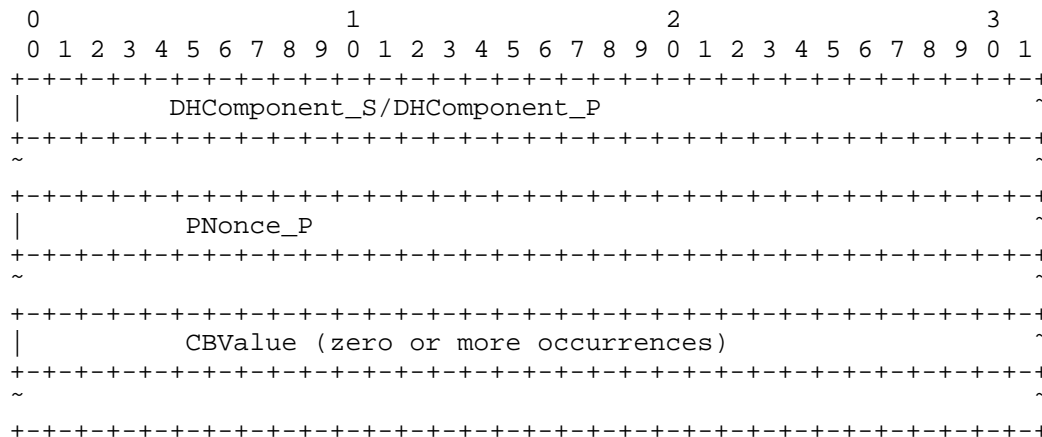 0                   1                   2                   3
0 1 2 3 4 5 6 7 8 9 0 1 2 3 4 5 6 7 8 9 0 1 2 3 4 5 6 7 8 9 0 1
+-+-+-+-+-+-+-+-+-+-+-+-+-+-+-+-+-+-+-+-+-+-+-+-+-+-+-+-+-+-+-+-+
|         DHComponent_S/DHComponent_P                           ~
+-+-+-+-+-+-+-+-+-+-+-+-+-+-+-+-+-+-+-+-+-+-+-+-+-+-+-+-+-+-+-+-+
~                                                               ~
+-+-+-+-+-+-+-+-+-+-+-+-+-+-+-+-+-+-+-+-+-+-+-+-+-+-+-+-+-+-+-+-+
|          PNonce_P                                             ~
+-+-+-+-+-+-+-+-+-+-+-+-+-+-+-+-+-+-+-+-+-+-+-+-+-+-+-+-+-+-+-+-+
~                                                               ~
+-+-+-+-+-+-+-+-+-+-+-+-+-+-+-+-+-+-+-+-+-+-+-+-+-+-+-+-+-+-+-+-+
|          CBValue (zero or more occurrences)                   ~
+-+-+-+-+-+-+-+-+-+-+-+-+-+-+-+-+-+-+-+-+-+-+-+-+-+-+-+-+-+-+-+-+
~                                                               ~
+-+-+-+-+-+-+-+-+-+-+-+-+-+-+-+-+-+-+-+-+-+-+-+-+-+-+-+-+-+-+-+-+